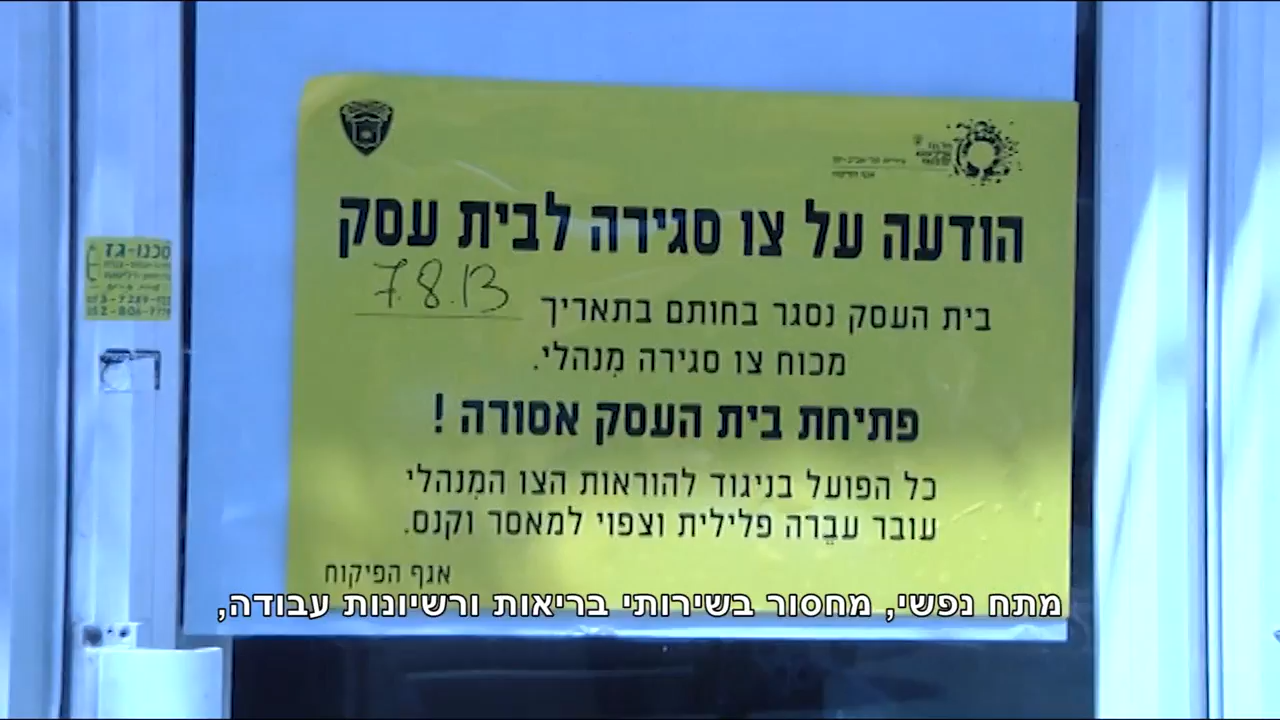 הודעה על צו סגירה לבית עסק
בית העסק נסגר בחותם בתאריך 7.8.13
מכוח צו סגירה מִנהלי.
פתיחת בית העסק אסורה !
כל הפועל בניגוד להוראות הצו המִנהלי
עובר עבֵרה פלילית וצפוי למאסר וקנס.
אגף הפיקוח
מתח נפשי, מחסור בשירותי בריאות ורשיונות עבודה,
סכנו-גז